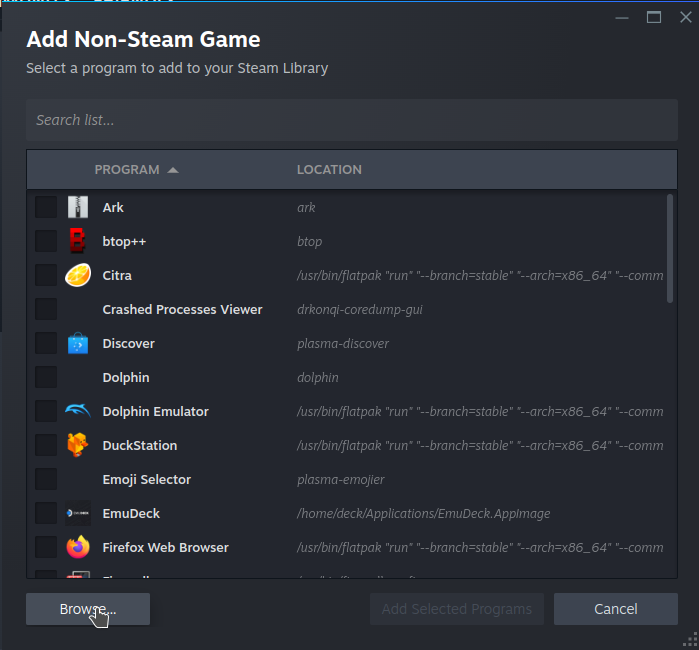 Add Non-Steam Game
Select a program to add to your Steam Library
Search list...
PROGRAM LOCATION
Ark ark
btop++ btop
Citra /usr/bin/flatpak "run" "--branch=stable" "--arch=x86_64" "--comm
Crashed Processes Viewer drkonqi-coredump-gui
Discover plasma-discover
Dolphin dolphin
Dolphin Emulator /usr/bin/flatpak "run" "--branch=stable" "--arch=x86_64" "--comm
DuckStation /usr/bin/flatpak "run" "--branch=stable" "--arch=x86_64" "--comm
Emoji Selector plasma-emojier
EmuDeck /home/deck/Applications/EmuDeck.AppImage
Firefox Web Browser /usr/bin/flatpak "run" "--branch=stable" "--arch=x86_64" "--comm
Browse... Add Selected Programs Cancel